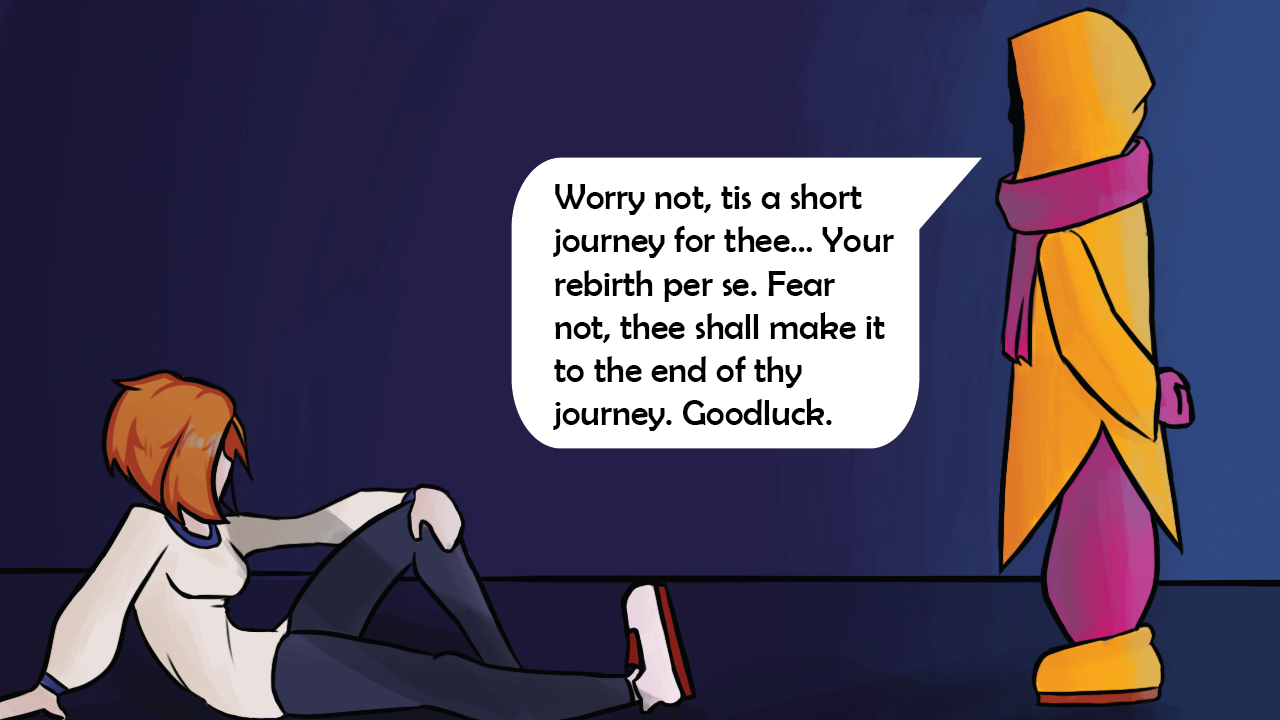 Worry not, tis a short
journey for thee... Your
rebirth per se. Fear
not, thee shall make it
to the end of thy
journey. Goodluck.